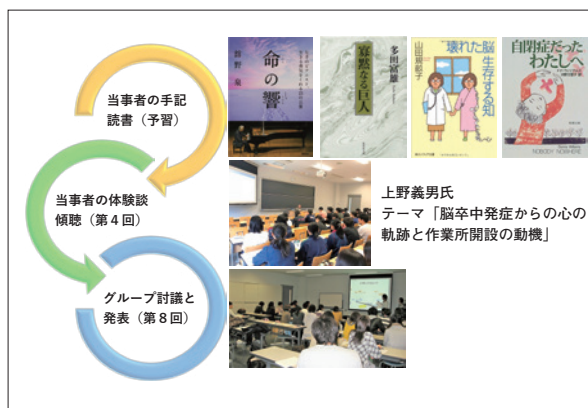 当事者の手記
読書（予習）
当事者の体験談
傾聴（第４回）
グループ討議と
発表（第８回）
命の響
舘野泉
多田富雄
寡黙なる巨人
山田規畝子
壊れた脳
生存する知
自閉症だった
わたしへ
NOBODY NOWHERE
上野義男氏
テーマ「脳卒中発症からの心の
軌跡と作業所開設の動機」